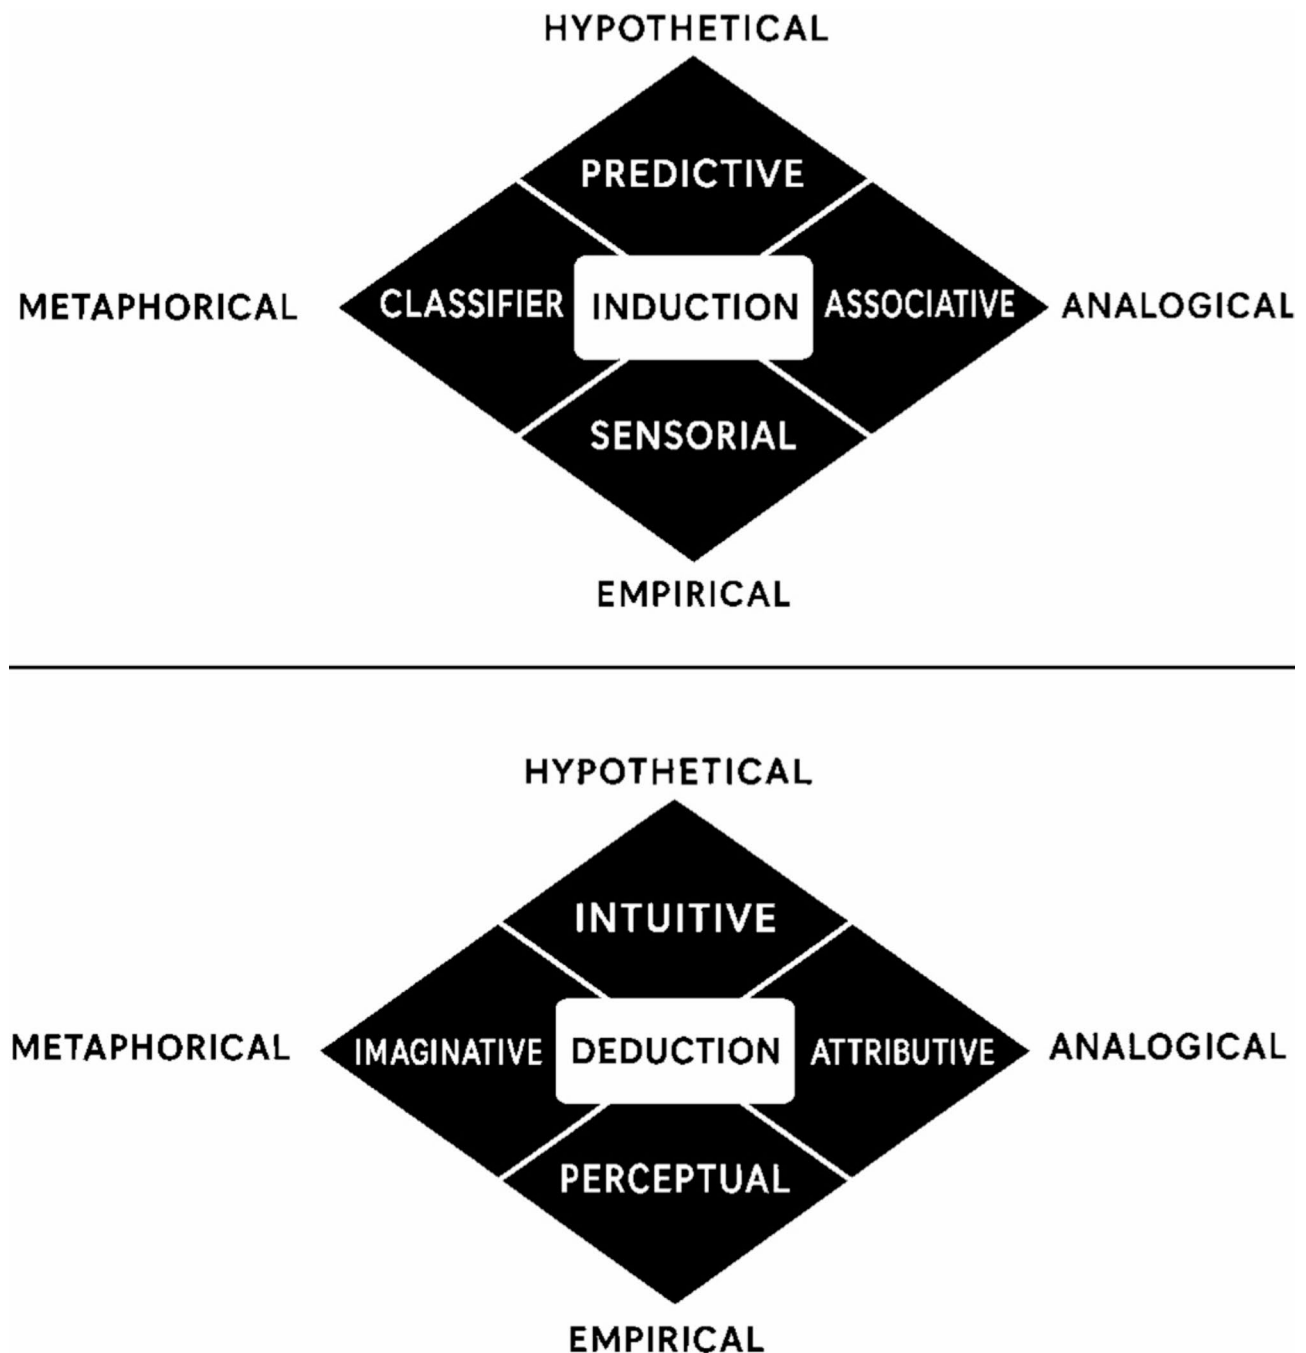 HYPOTHETICAL
PREDICTIVE
METAPHORICAL CLASSIFIER INDUCTION ASSOCIATIVE ANALOGICAL
SENSORIAL
EMPIRICAL
HYPOTHETICAL
INTUITIVE
METAPHORICAL IMAGINATIVE DEDUCTION ATTRIBUTIVE ANALOGICAL
PERCEPTUAL
EMPIRICAL